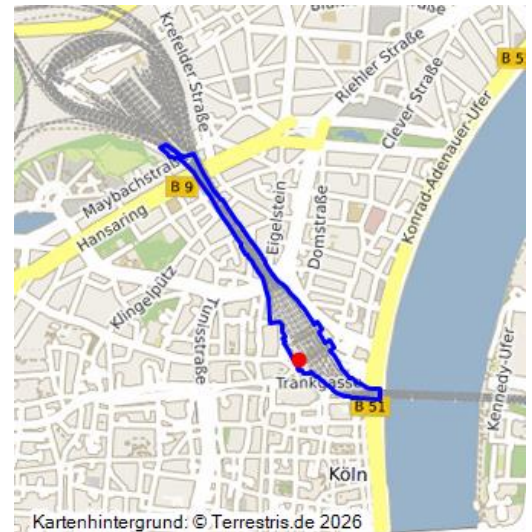 Krefelder Straße
Riehler Straße
B 5
Clever Straße
Konrad-Adenauer-Ufer
Maybachstraße
B 9
Hansaring
Eigelstein
Domstraße
Klingelpütz
Tunisstraße
Trankgasse
B 51
Kennedy-Ufer
Köln
Kartenhintergrund: © Terrestris.de 2026